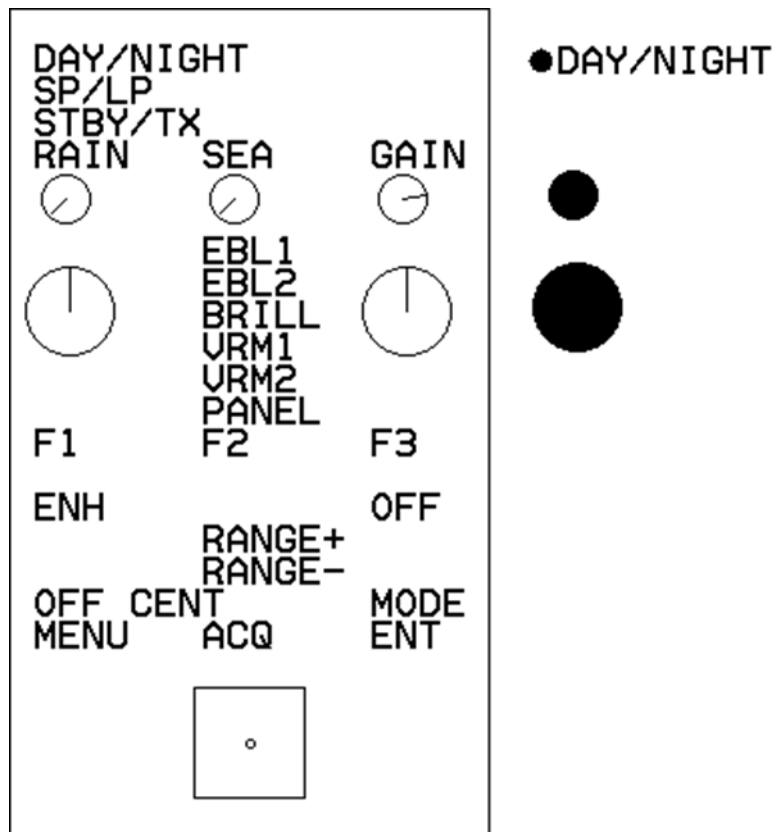 DAY/NIGHT
●DAY/NIGHT
SP/LP
STBY/TX
RAIN SEA GAIN
EBL1
EBL2
BRILL
VRM1
VRM2
PANEL
F1 F2 F3
ENH OFF
RANGE+
RANGE-
OFF CENT MODE
MENU ACQ ENT